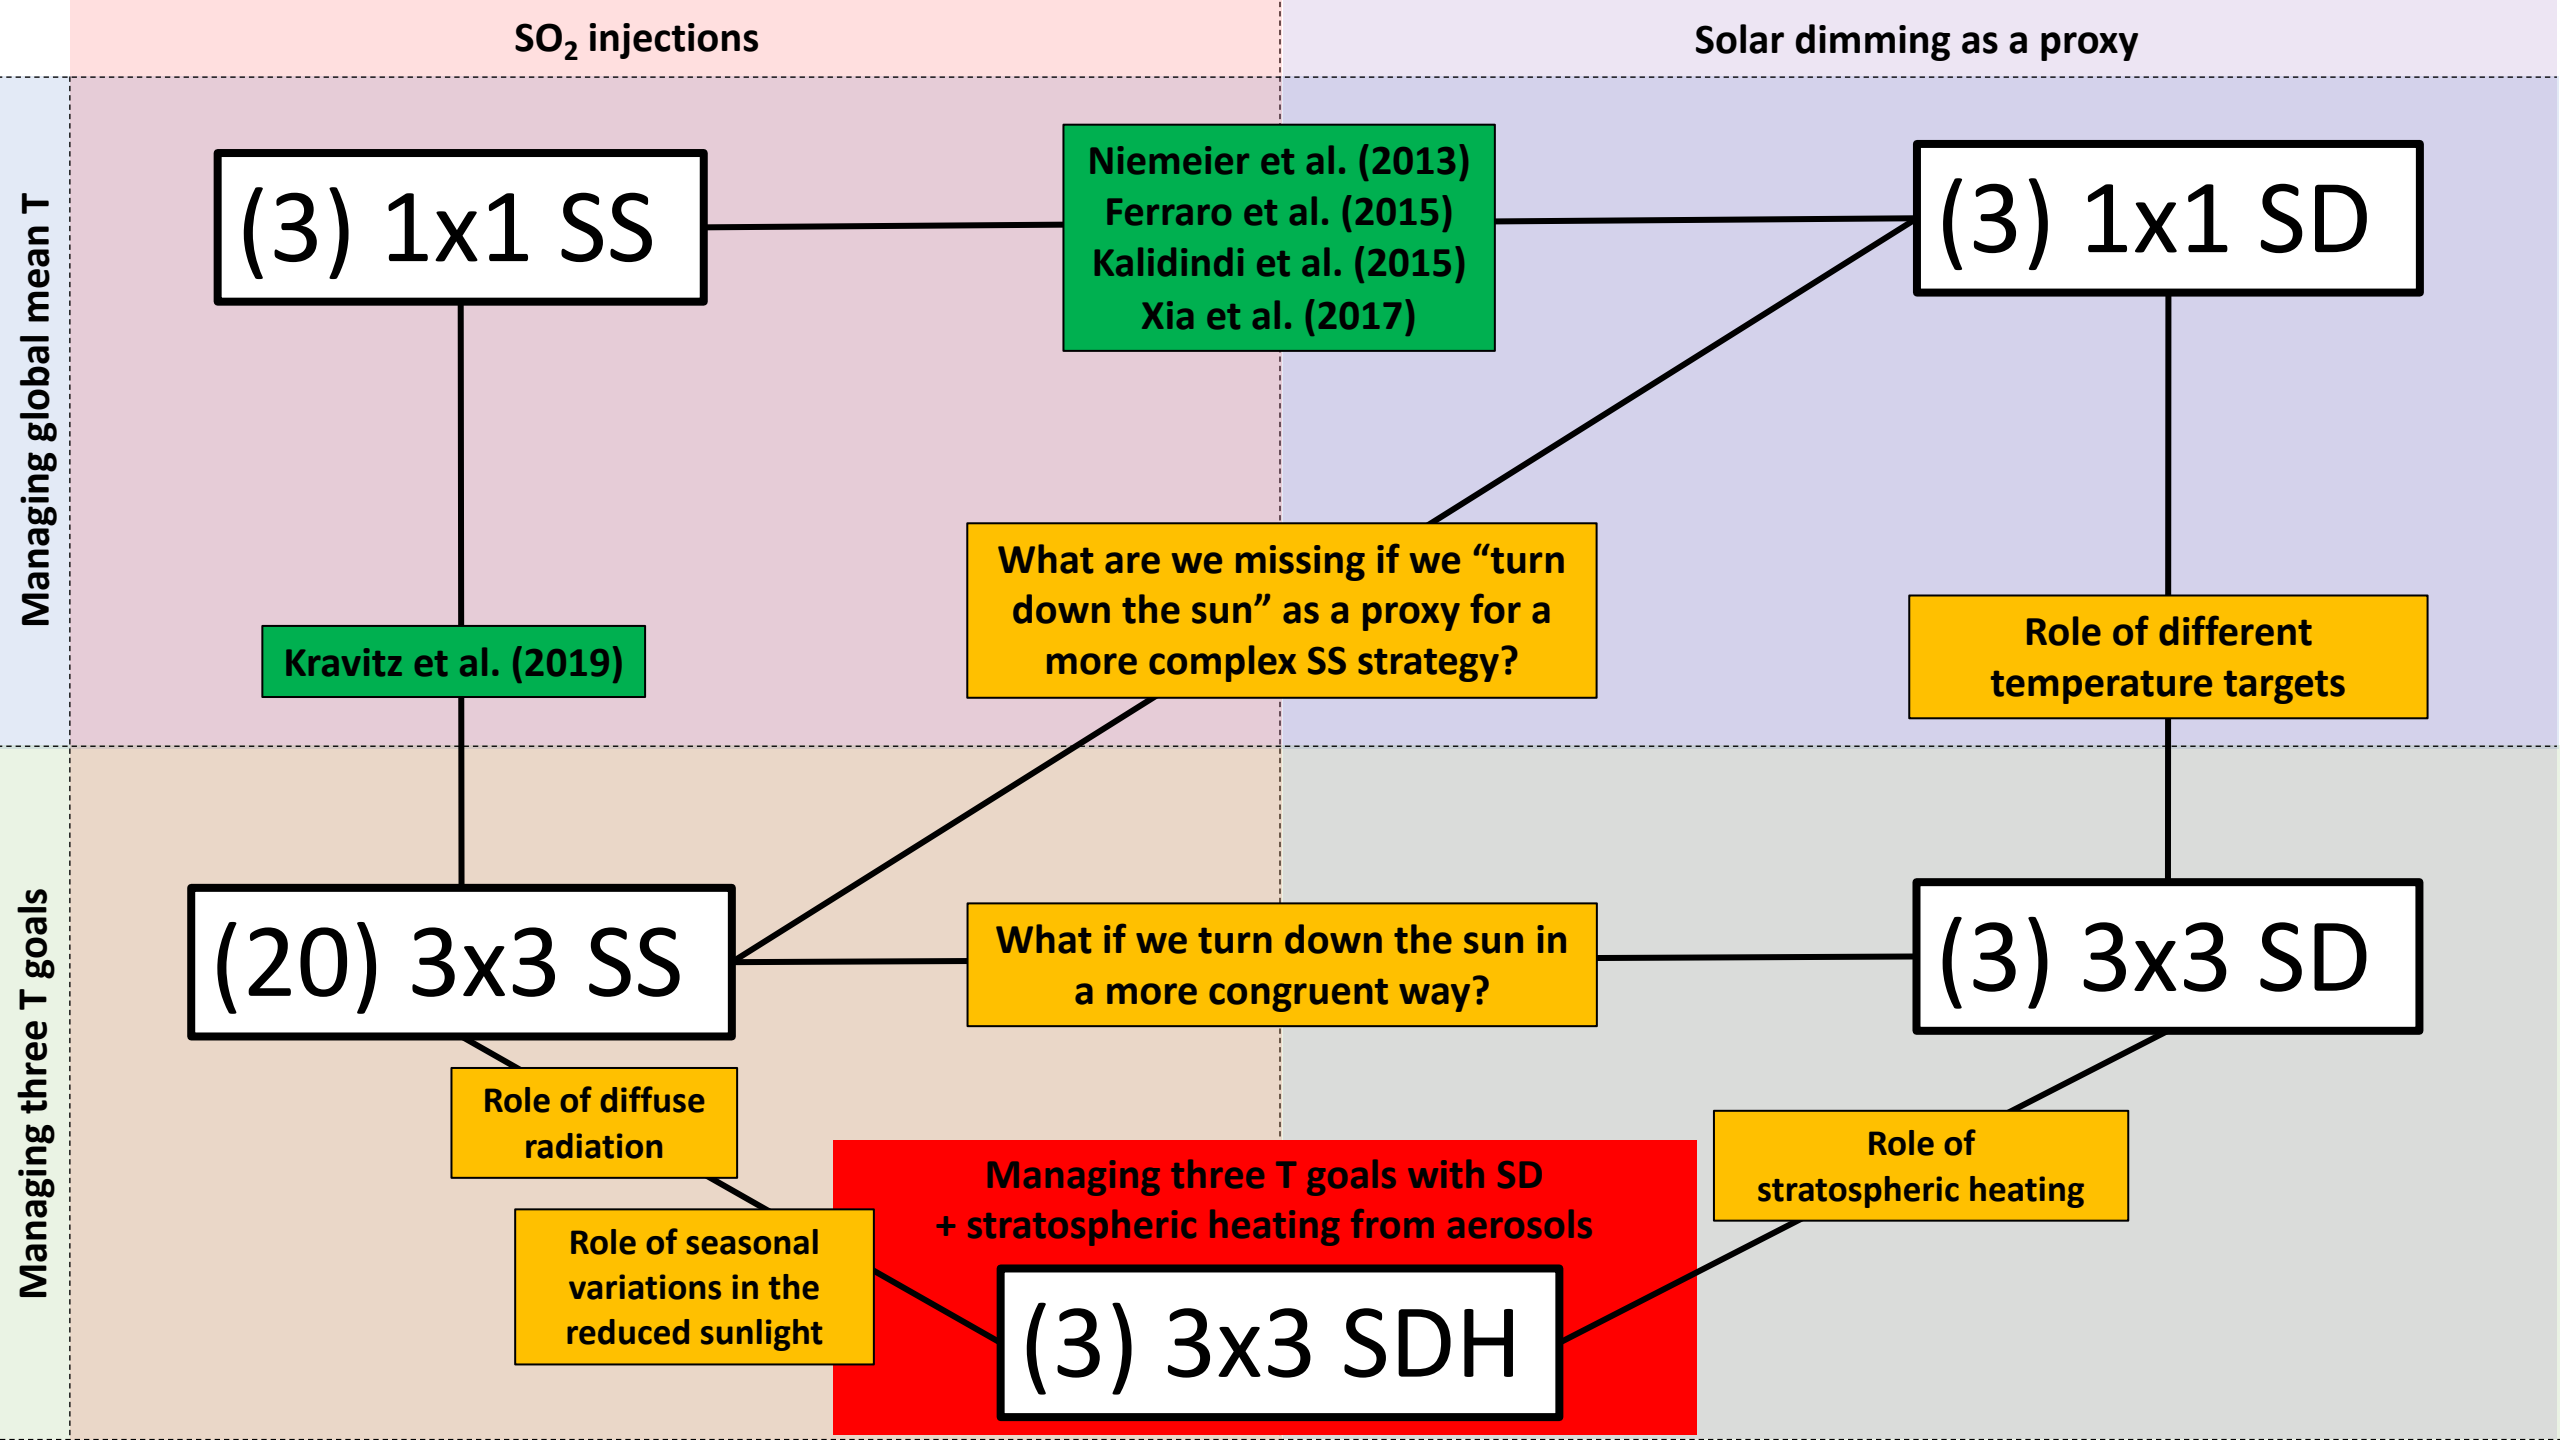 SO₂ injections
Solar dimming as a proxy
Managing global mean T
(3) 1x1 SS
Niemeier et al. (2013)
Ferraro et al. (2015)
Kalidindi et al. (2015)
Xia et al. (2017)
(3) 1x1 SD
What are we missing if we “turn
down the sun” as a proxy for a
more complex SS strategy?
Kravitz et al. (2019)
Role of different
temperature targets
Managing three T goals
(20) 3x3 SS
What if we turn down the sun in
a more congruent way?
(3) 3x3 SD
Role of diffuse
radiation
Role of seasonal
variations in the
reduced sunlight
Managing three T goals with SD
+ stratospheric heating from aerosols
(3) 3x3 SDH
Role of
stratospheric heating